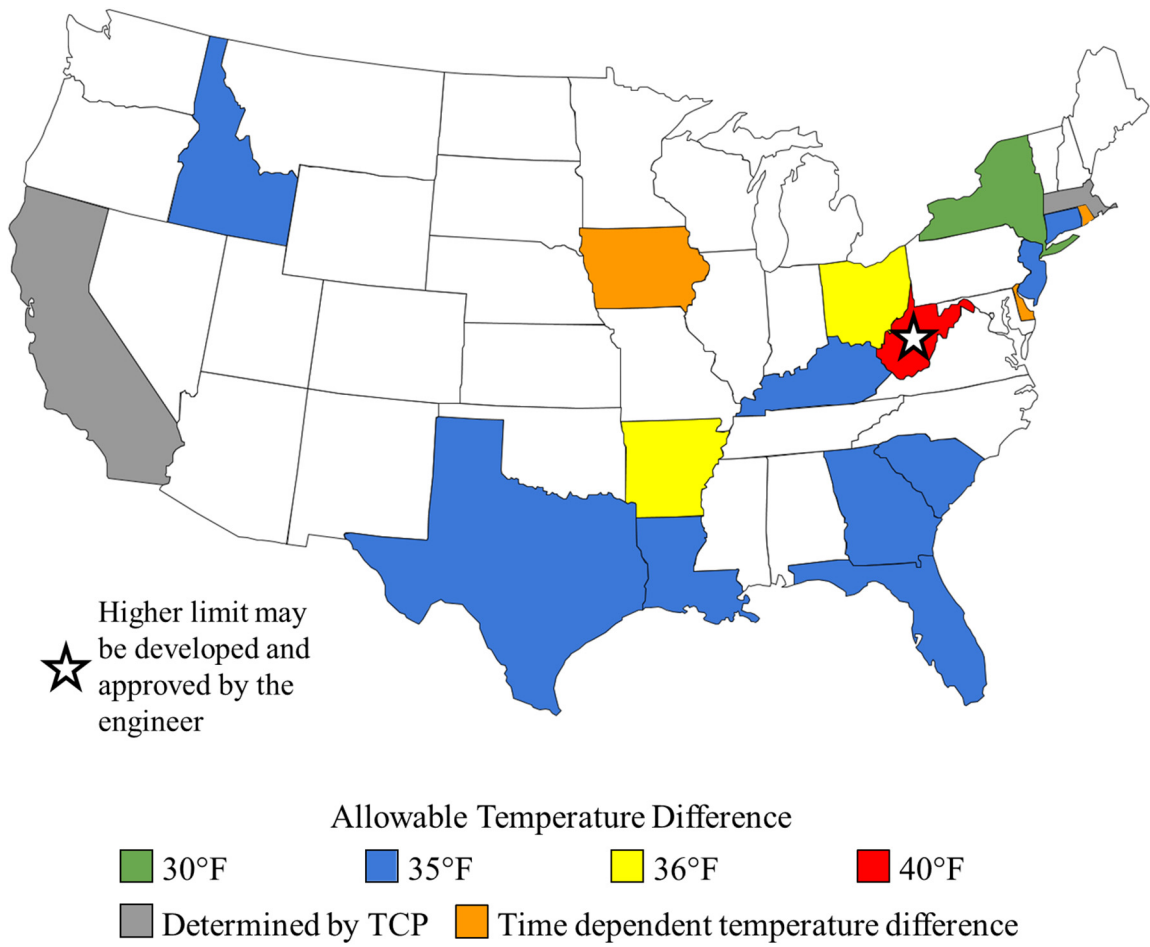 Higher limit may
be developed and
approved by the
engineer
Allowable Temperature Difference
30°F
35°F
36°F
40°F
Determined by TCP
Time dependent temperature difference